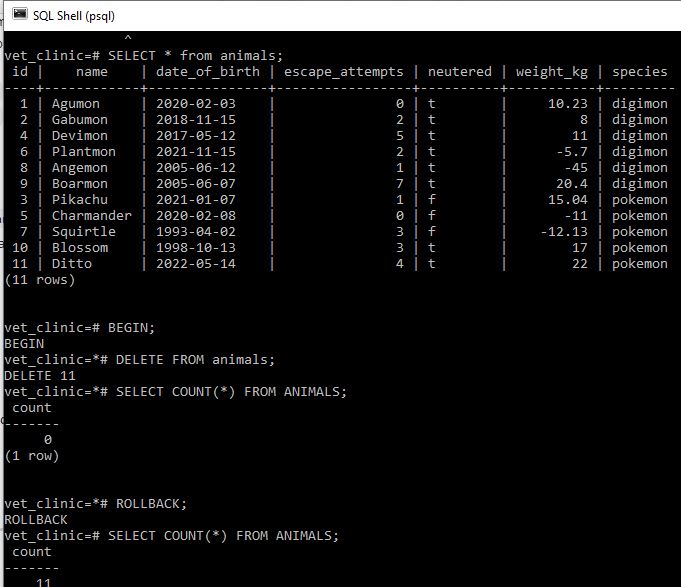 SQL Shell (psql)
^
vet_clinic=# SELECT * from animals;
 id |    name    | date_of_birth | escape_attempts | neutered | weight_kg | species
----+------------+---------------+-----------------+----------+-----------+---------
  1 | Agumon     | 2020-02-03    |               0 | t        |     10.23 | digimon
  2 | Gabumon    | 2018-11-15    |               2 | t        |         8 | digimon
  4 | Devimon    | 2017-05-12    |               5 | t        |        11 | digimon
  6 | Plantmon   | 2021-11-15    |               2 | t        |      -5.7 | digimon
  8 | Angemon    | 2005-06-12    |               1 | t        |       -45 | digimon
  9 | Boarmon    | 2005-06-07    |               7 | t        |      20.4 | digimon
  3 | Pikachu    | 2021-01-07    |               1 | f        |     15.04 | pokemon
  5 | Charmander | 2020-02-08    |               0 | f        |       -11 | pokemon
  7 | Squirtle   | 1993-04-02    |               3 | f        |    -12.13 | pokemon
 10 | Blossom    | 1998-10-13    |               3 | t        |        17 | pokemon
 11 | Ditto      | 2022-05-14    |               4 | t        |        22 | pokemon
(11 rows)
vet_clinic=# BEGIN;
BEGIN
vet_clinic=*# DELETE FROM animals;
DELETE 11
vet_clinic=*# SELECT COUNT(*) FROM ANIMALS;
 count
-------
     0
(1 row)
vet_clinic=*# ROLLBACK;
ROLLBACK
vet_clinic=# SELECT COUNT(*) FROM ANIMALS;
 count
-------
    11